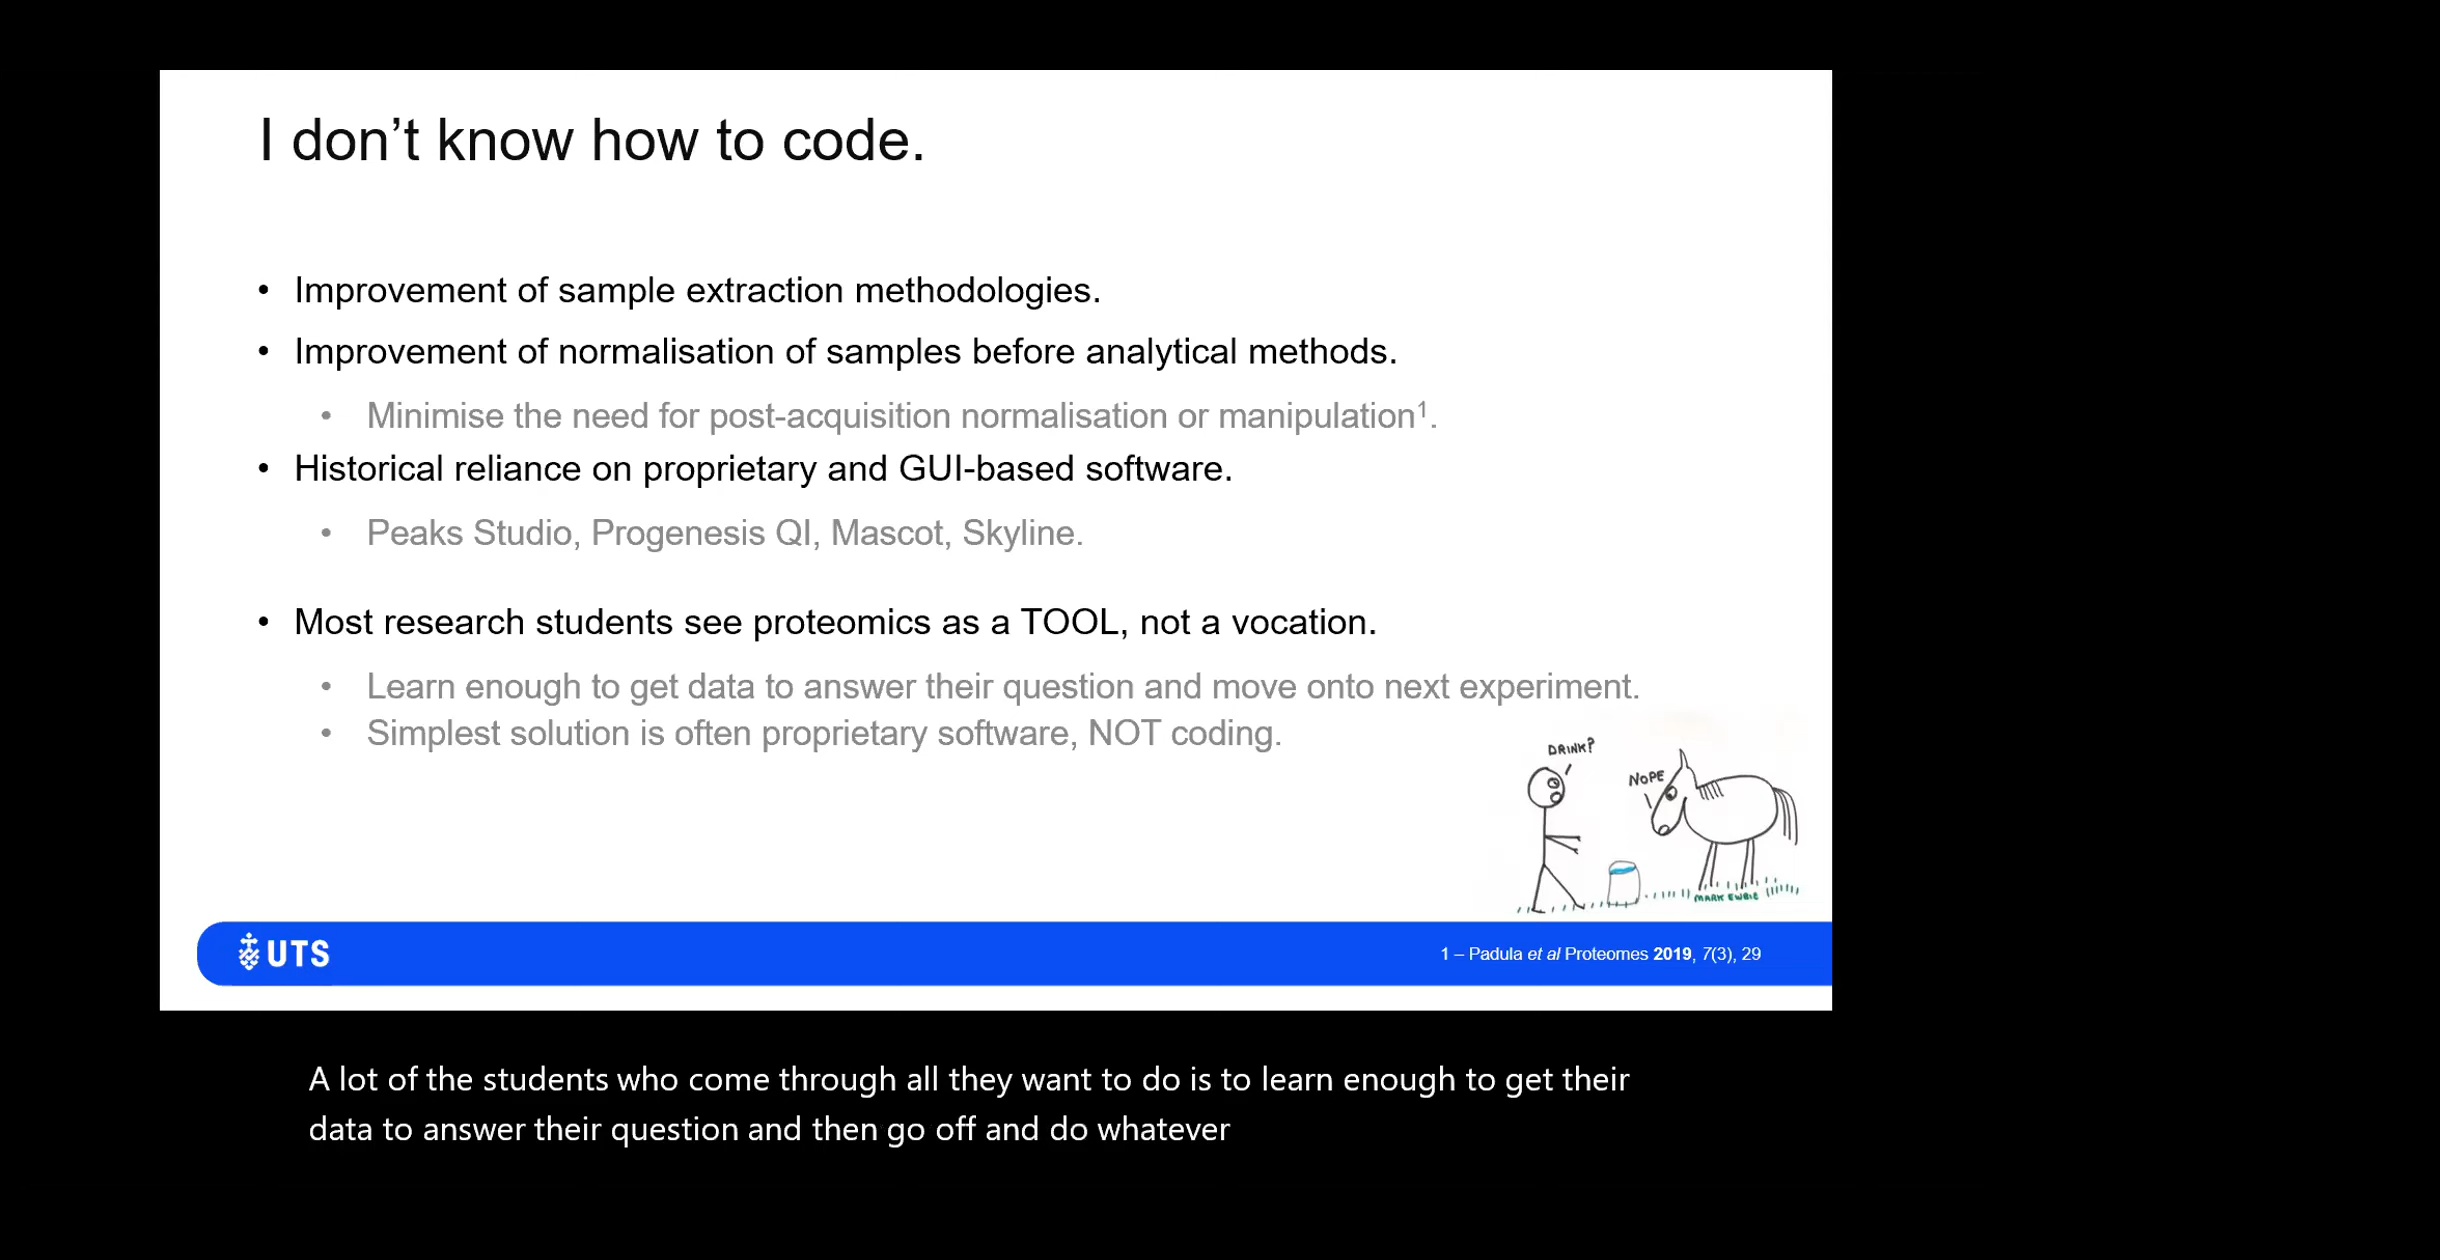 I don’t know how to code.
• Improvement of sample extraction methodologies.
• Improvement of normalisation of samples before analytical methods.
• Minimise the need for post-acquisition normalisation or manipulation¹.
• Historical reliance on proprietary and GUI-based software.
• Peaks Studio, Progenesis QI, Mascot, Skyline.
• Most research students see proteomics as a TOOL, not a vocation.
• Learn enough to get data to answer their question and move onto next experiment.
• Simplest solution is often proprietary software, NOT coding.
DRINK?
NOPE
MARK EWBIE
UTS
1 – Padula et al Proteomes 2019, 7(3), 29
A lot of the students who come through all they want to do is to learn enough to get their
data to answer their question and then go off and do whatever